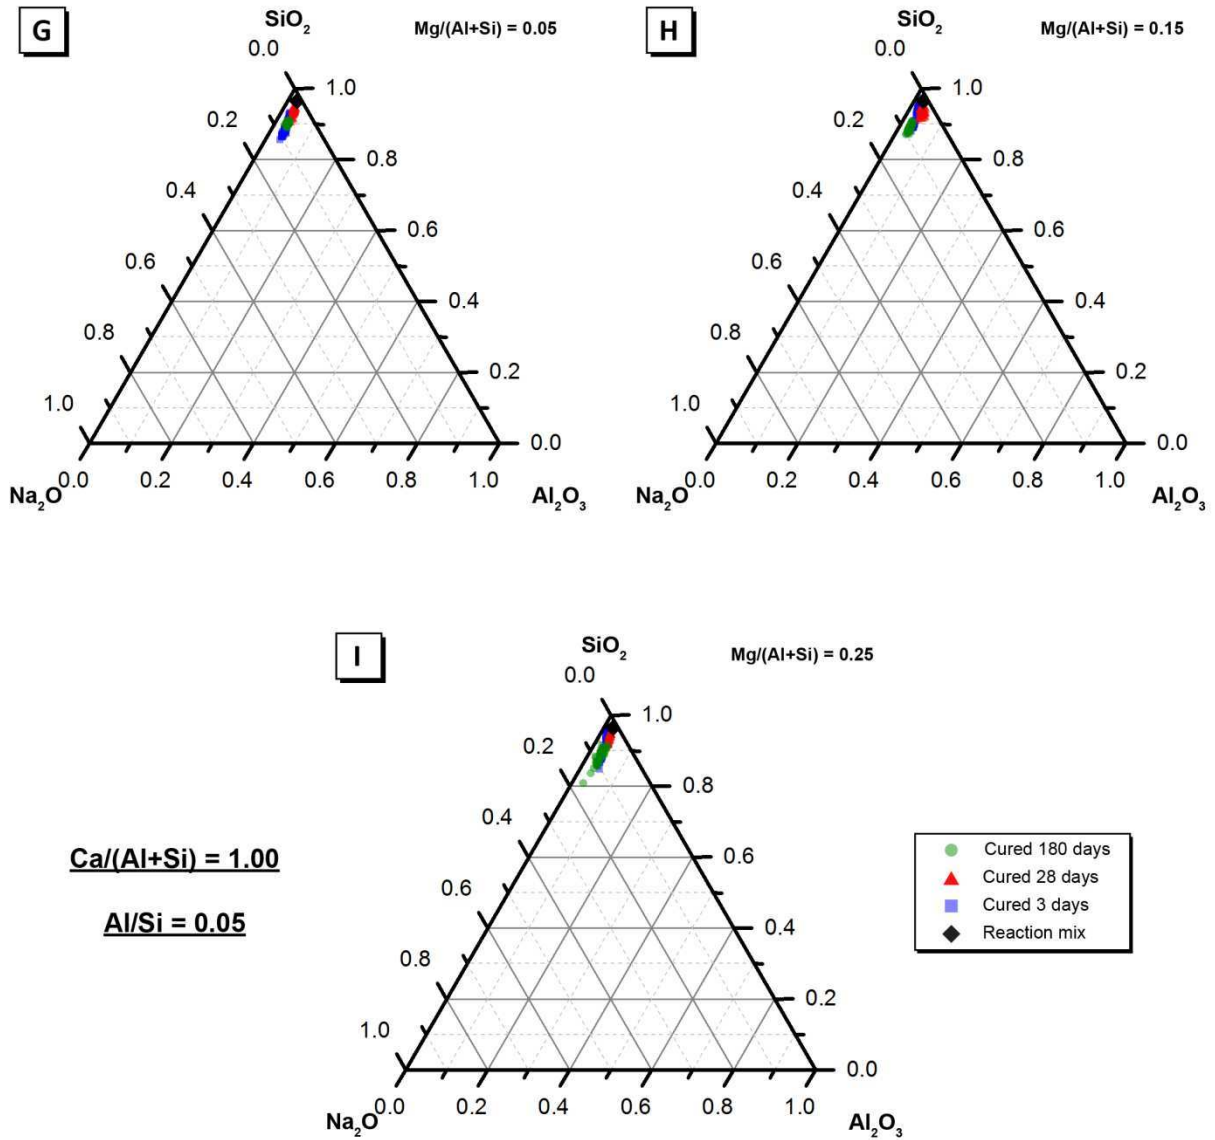 G
SiO2
Mg/(Al+Si) = 0.05
0.0
1.0
0.2
0.8
0.4
0.6
0.6
0.4
0.8
0.2
1.0
0.0
0.0 0.2 0.4 0.6 0.8 1.0
Na2O
Al2O3
H
SiO2
Mg/(Al+Si) = 0.15
0.0
1.0
0.2
0.8
0.4
0.6
0.6
0.4
0.8
0.2
1.0
0.0
0.0 0.2 0.4 0.6 0.8 1.0
Na2O
Al2O3
I
SiO2
Mg/(Al+Si) = 0.25
0.0
1.0
0.2
0.8
0.4
0.6
0.6
0.4
0.8
0.2
1.0
0.0
0.0 0.2 0.4 0.6 0.8 1.0
Na2O
Al2O3
Ca/(Al+Si) = 1.00
Al/Si = 0.05
Cured 180 days
Cured 28 days
Cured 3 days
Reaction mix